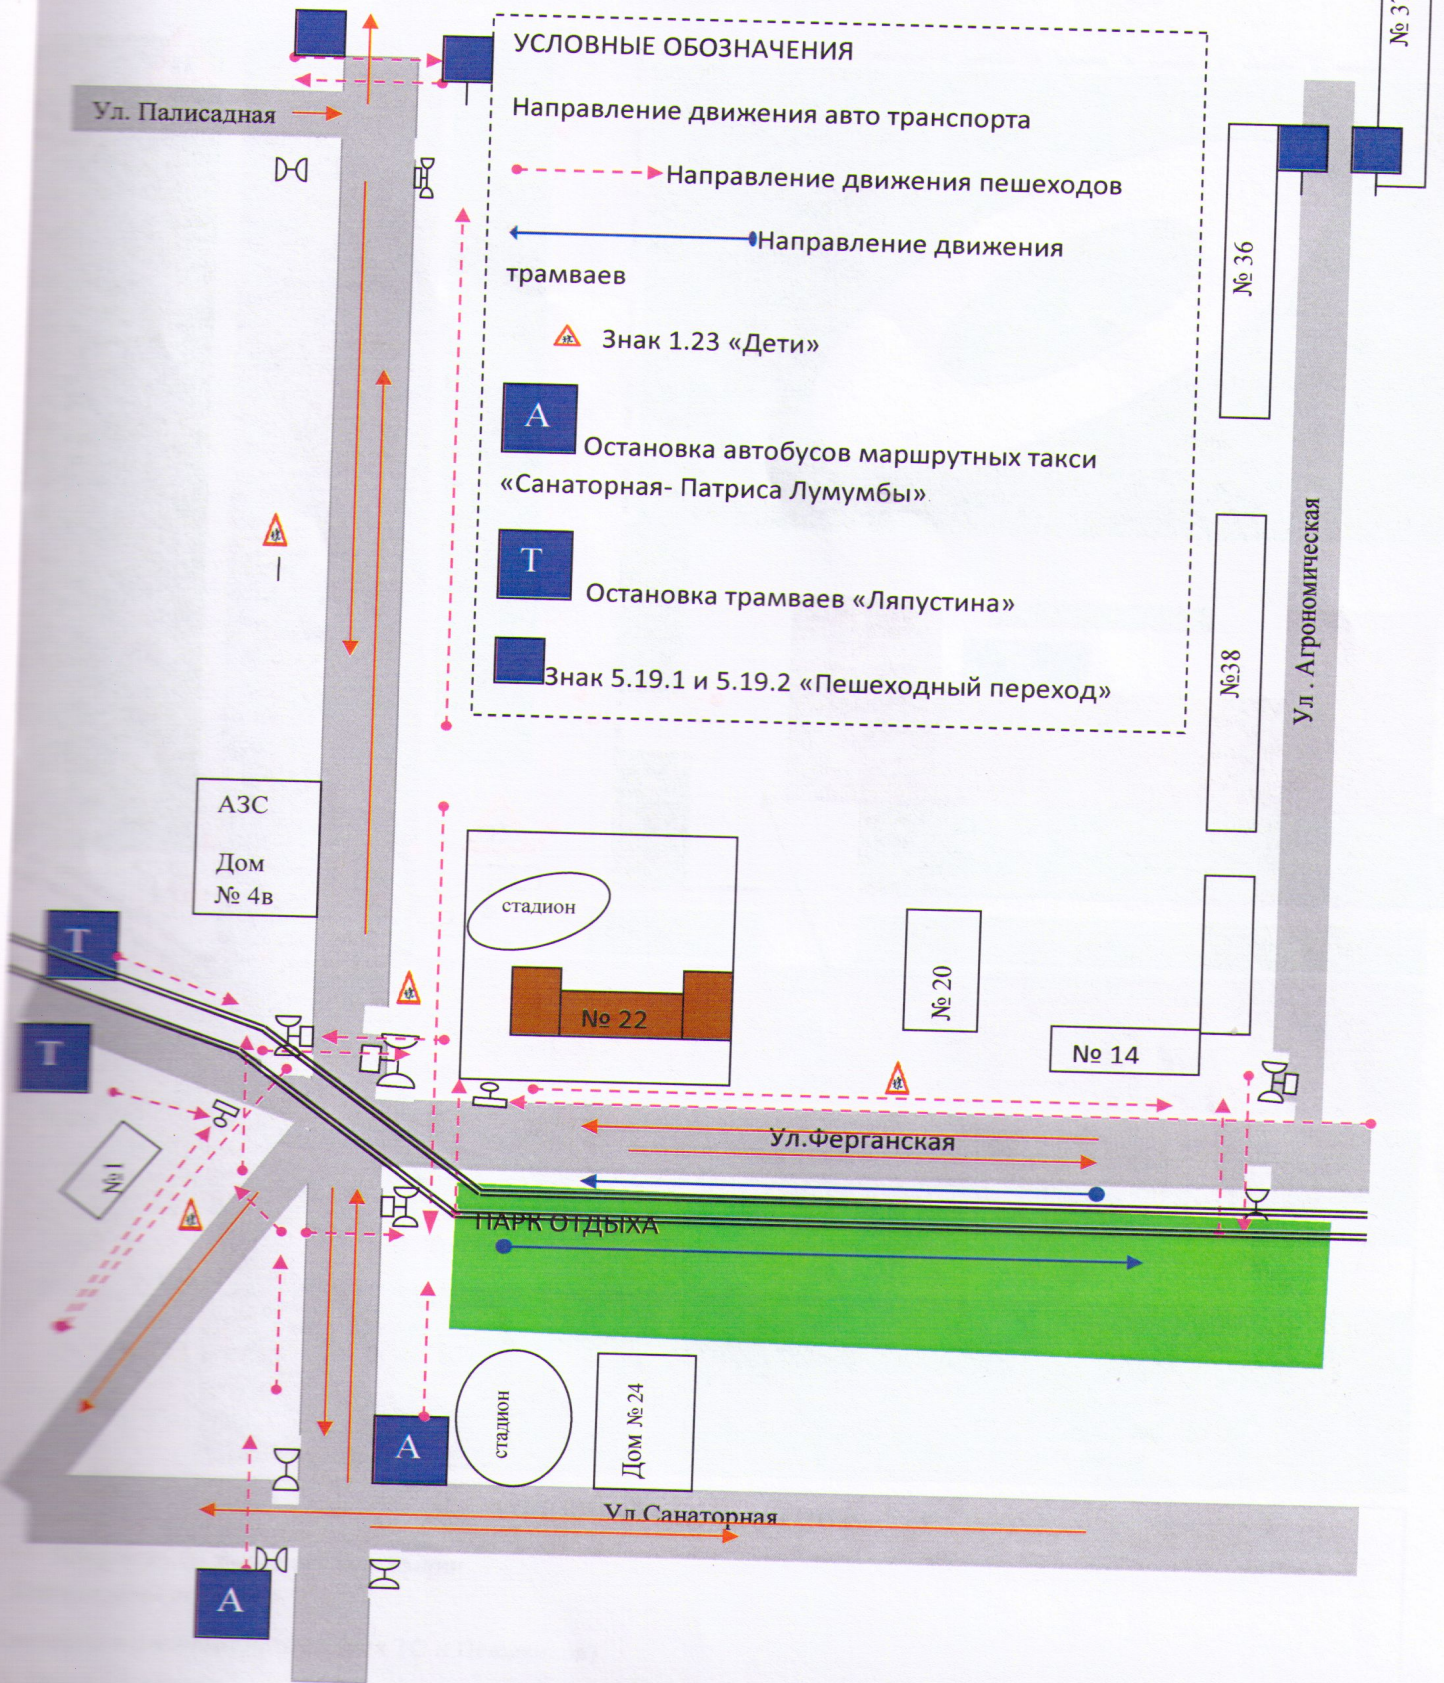 УСЛОВНЫЕ ОБОЗНАЧЕНИЯ
Направление движения авто транспорта
Направление движения пешеходов
Направление движения
трамваев
Знак 1.23 «Дети»
А
Остановка автобусов маршрутных такси
«Санаторная- Патриса Лумумбы»
Т
Остановка трамваев «Ляпустина»
Знак 5.19.1 и 5.19.2 «Пешеходный переход»
Ул. Палисадная
№ 36
№38
Ул . Агрономическая
АЗС
Дом
№ 4в
стадион
№ 22
№ 20
№ 14
Т
Т
№1
Ул.Ферганская
ПАРК ОТДЫХА
А
стадион
Дом № 24
Ул Санаторная
А